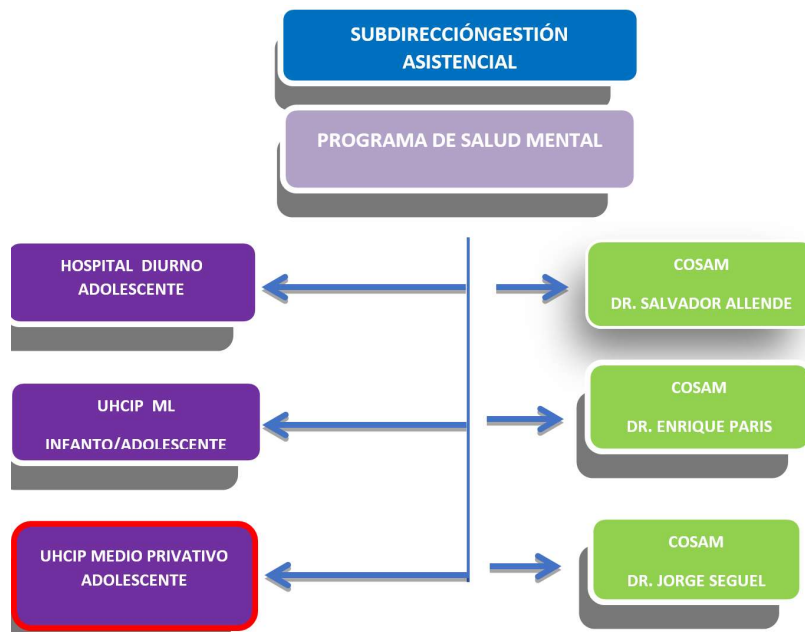 SUBDIRECCIÓNGESTIÓN
ASISTENCIAL
PROGRAMA DE SALUD MENTAL
HOSPITAL DIURNO
ADOLESCENTE
COSAM
DR. SALVADOR ALLENDE
UHCIP ML
INFANTO/ADOLESCENTE
COSAM
DR. ENRIQUE PARIS
UHCIP MEDIO PRIVATIVO
ADOLESCENTE
COSAM
DR. JORGE SEGUEL